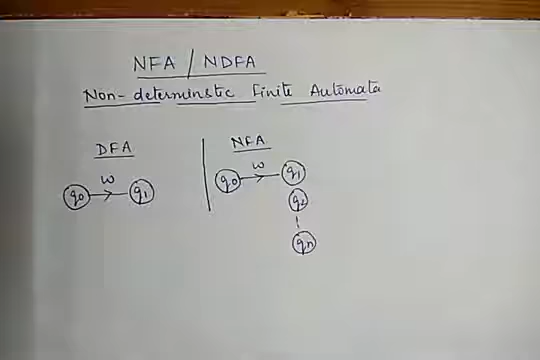 NFA / NDFA
Non-deterministic Finite Automata
DFA
NFA
w
q0 q1
w
q0 q1
q2
qn